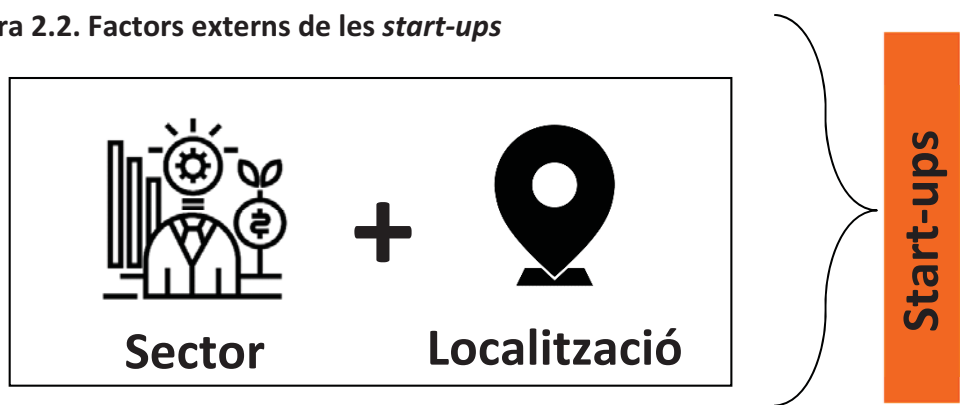 ra 2.2. Factors externs de les start-ups
Sector
Localització
Start-ups